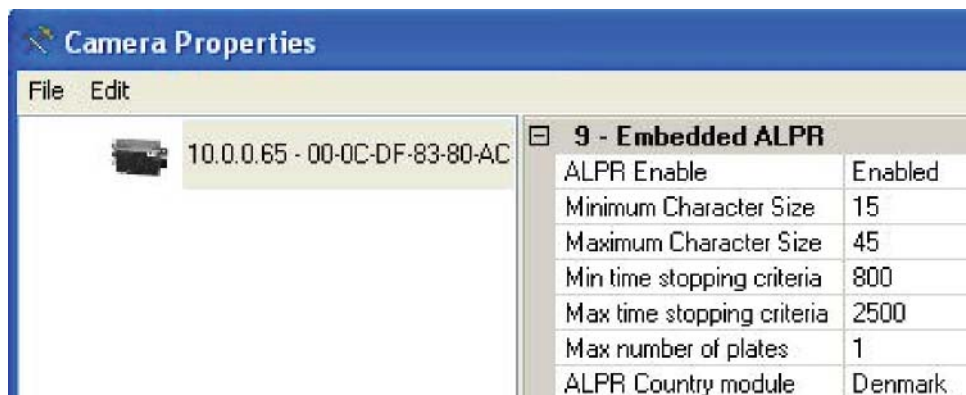 Camera Properties
File Edit
10.0.0.65 - 00-0C-DF-83-80-AC
9 - Embedded ALPR
ALPR Enable Enabled
Minimum Character Size 15
Maximum Character Size 45
Min time stopping criteria 800
Max time stopping criteria 2500
Max number of plates 1
ALPR Country module Denmark